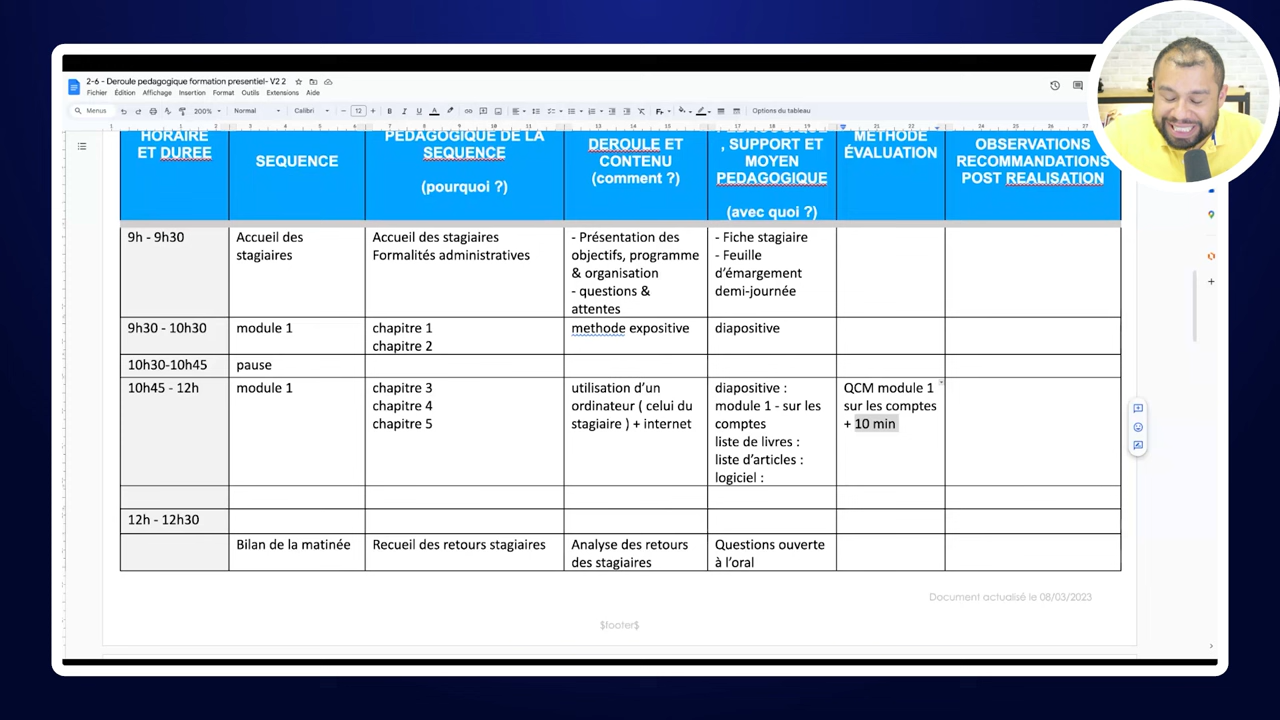 2-6 - Deroule pedagogique formation presentiel- V2 2
Fichier Édition Affichage Insertion Format Outils Extensions Aide
Menus 200% Normal Calibri 12 Options du tableau
HORAIRE
ET DUREE
SEQUENCE
PEDAGOGIQUE DE LA
SEQUENCE
(pourquoi ?)
DEROULE ET
CONTENU
(comment ?)
, SUPPORT ET
MOYEN
PEDAGOGIQUE
(avec quoi ?)
METHODE
ÉVALUATION
OBSERVATIONS
RECOMMANDATIONS
POST REALISATION
9h - 9h30
Accueil des
stagiaires
Accueil des stagiaires
Formalités administratives
- Présentation des
objectifs, programme
& organisation
- questions &
attentes
- Fiche stagiaire
- Feuille
d’émargement
demi-journée
9h30 - 10h30
module 1
chapitre 1
chapitre 2
methode expositive
diapositive
10h30-10h45
pause
10h45 - 12h
module 1
chapitre 3
chapitre 4
chapitre 5
utilisation d’un
ordinateur ( celui du
stagiaire ) + internet
diapositive :
module 1 - sur les
comptes
liste de livres :
liste d’articles :
logiciel :
QCM module 1
sur les comptes
+ 10 min
12h - 12h30
Bilan de la matinée
Recueil des retours stagiaires
Analyse des retours
des stagiaires
Questions ouverte
à l’oral
Document actualisé le 08/03/2023
$footer$